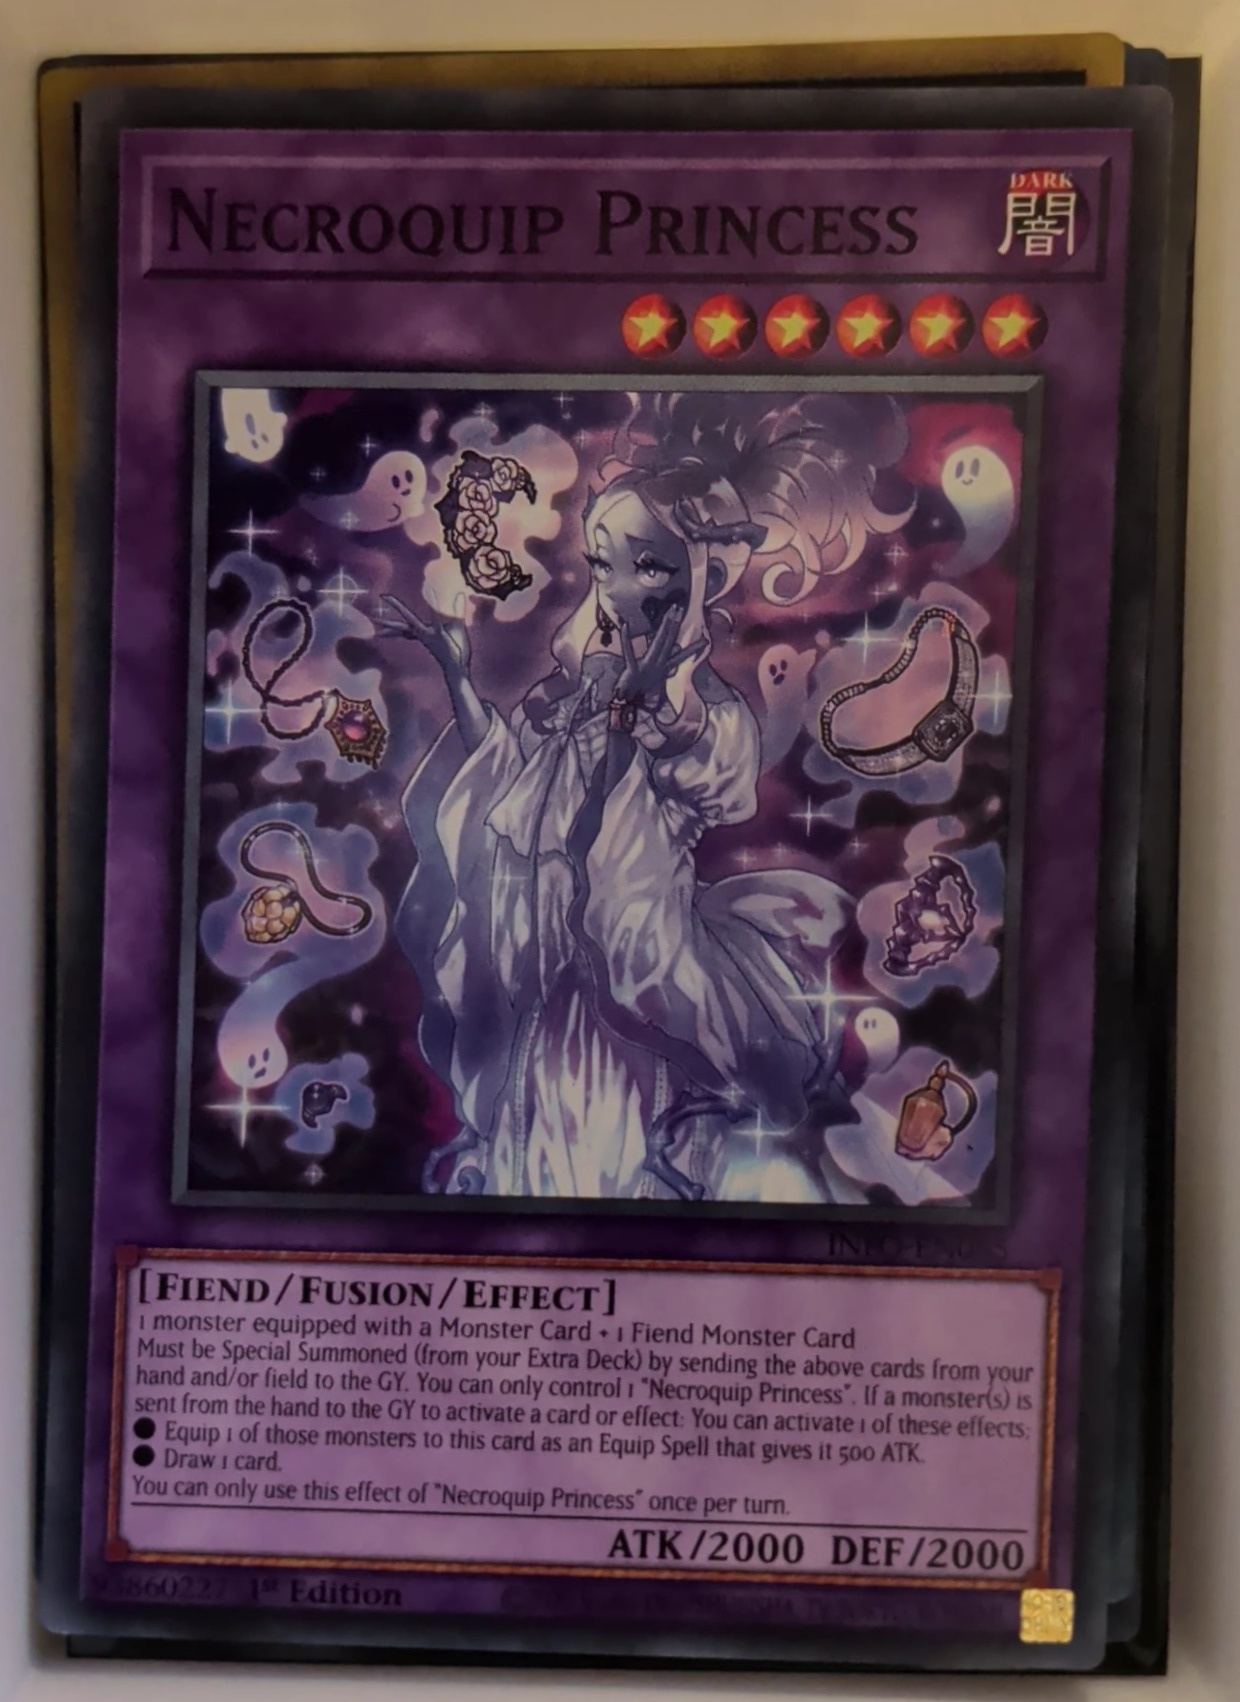 NECROQUIP PRINCESS
DARK
闇
[FIEND/FUSION/EFFECT]
1 monster equipped with a Monster Card + 1 Fiend Monster Card
Must be Special Summoned (from your Extra Deck) by sending the above cards from your
hand and/or field to the GY. You can only control 1 "Necroquip Princess". If a monster(s) is
sent from the hand to the GY to activate a card or effect: You can activate 1 of these effects;
● Equip 1 of those monsters to this card as an Equip Spell that gives it 500 ATK.
● Draw 1 card.
You can only use this effect of "Necroquip Princess" once per turn.
ATK/2000 DEF/2000
1st Edition